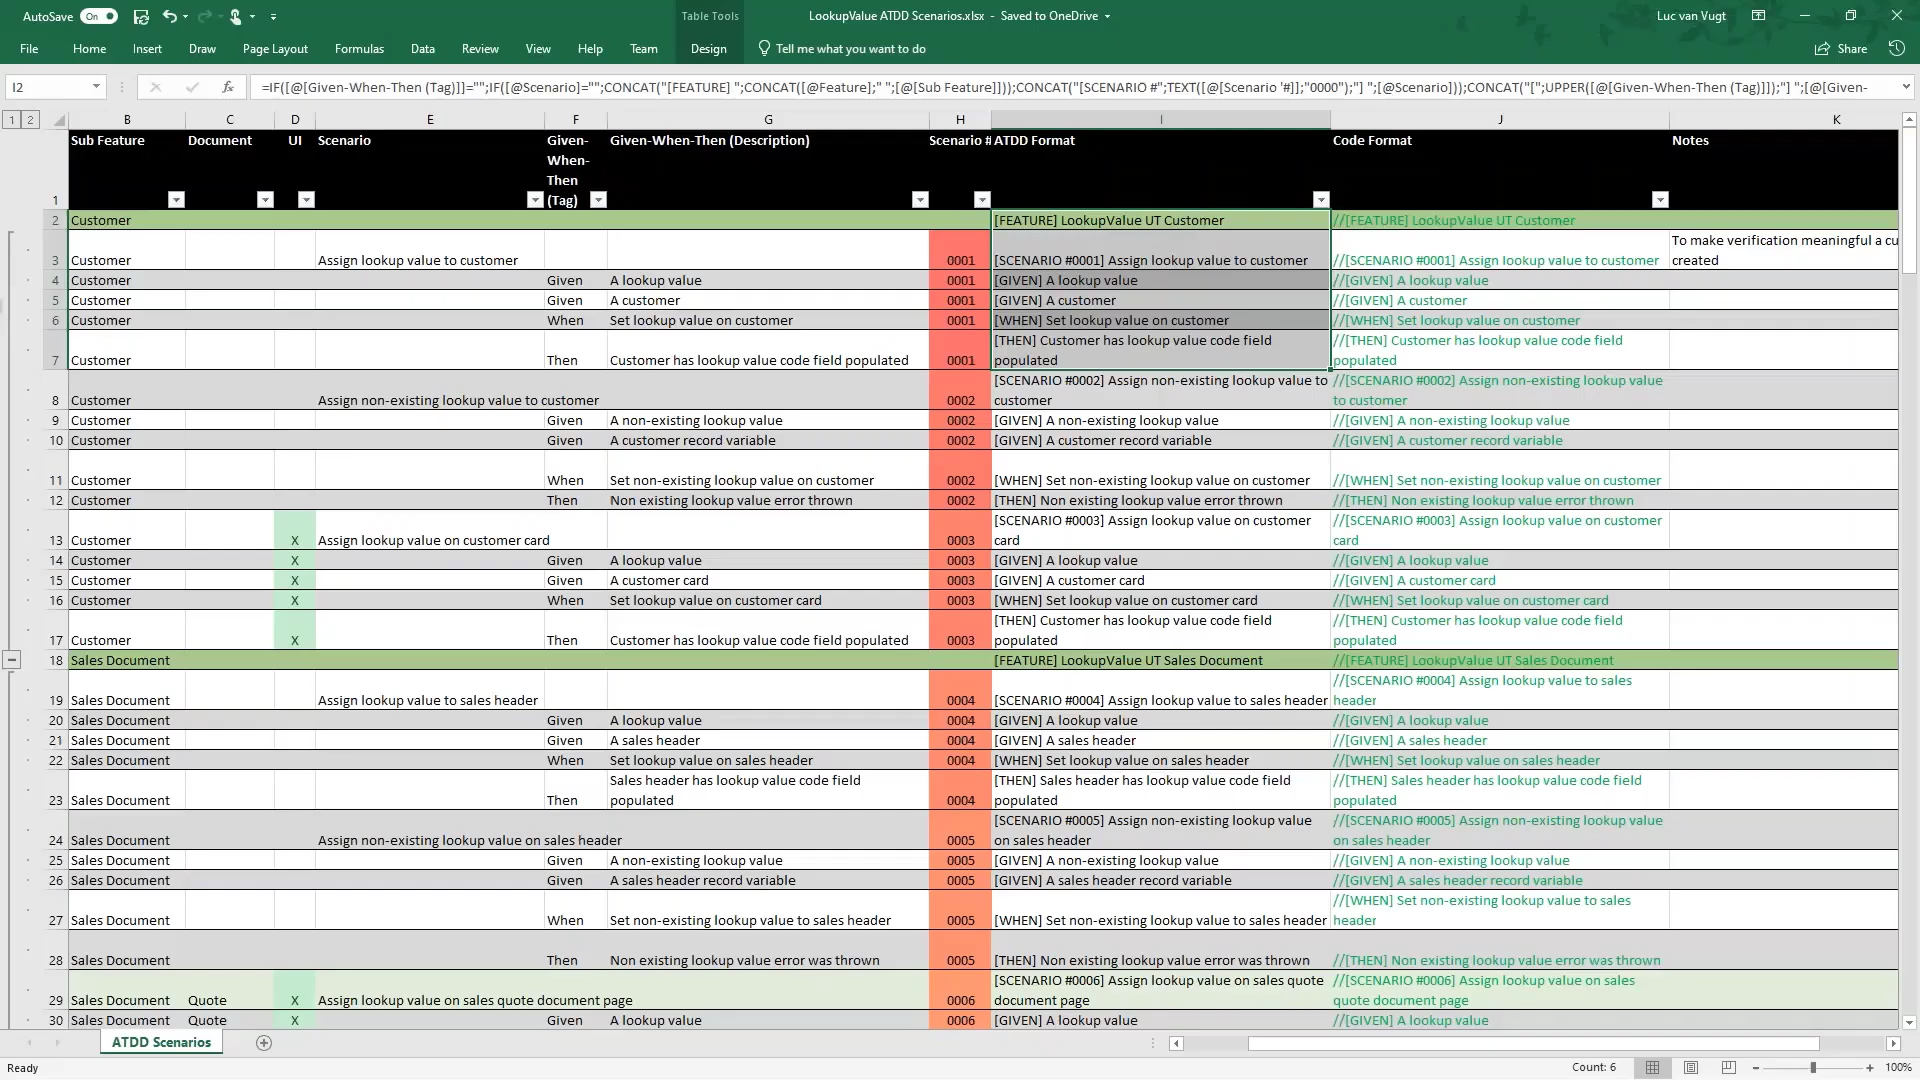 AutoSave On Table Tools LookupValue ATDD Scenarios.xlsx - Saved to OneDrive Luc van Vugt
File Home Insert Draw Page Layout Formulas Data Review View Help Team Design Tell me what you want to do Share
I2 fx =IF([@[Given-When-Then (Tag)]]="";IF([@Scenario]="";CONCAT("[FEATURE] ";CONCAT([@Feature];" ";[@[Sub Feature]]));CONCAT("[SCENARIO #";TEXT([@[Scenario '#]];"0000");"] ";[@Scenario]));CONCAT("[";UPPER([@[Given-When-Then (Tag)]]);"] ";[@[Given-
1 2 B C D E F G H I J K
Sub Feature Document UI Scenario Given- Given-When-Then (Description) Scenario # ATDD Format Code Format Notes
When-
Then
1 (Tag)
2 Customer [FEATURE] LookupValue UT Customer //[FEATURE] LookupValue UT Customer
To make verification meaningful a cu
3 Customer Assign lookup value to customer 0001 [SCENARIO #0001] Assign lookup value to customer //[SCENARIO #0001] Assign lookup value to customer created
4 Customer Given A lookup value 0001 [GIVEN] A lookup value //[GIVEN] A lookup value
5 Customer Given A customer 0001 [GIVEN] A customer //[GIVEN] A customer
6 Customer When Set lookup value on customer 0001 [WHEN] Set lookup value on customer //[WHEN] Set lookup value on customer
[THEN] Customer has lookup value code field //[THEN] Customer has lookup value code field
7 Customer Then Customer has lookup value code field populated 0001 populated populated
[SCENARIO #0002] Assign non-existing lookup value to //[SCENARIO #0002] Assign non-existing lookup value
8 Customer Assign non-existing lookup value to customer 0002 customer to customer
9 Customer Given A non-existing lookup value 0002 [GIVEN] A non-existing lookup value //[GIVEN] A non-existing lookup value
10 Customer Given A customer record variable 0002 [GIVEN] A customer record variable //[GIVEN] A customer record variable
11 Customer When Set non-existing lookup value on customer 0002 [WHEN] Set non-existing lookup value on customer //[WHEN] Set non-existing lookup value on customer
12 Customer Then Non existing lookup value error thrown 0002 [THEN] Non existing lookup value error thrown //[THEN] Non existing lookup value error thrown
[SCENARIO #0003] Assign lookup value on customer //[SCENARIO #0003] Assign lookup value on customer
13 Customer X Assign lookup value on customer card 0003 card card
14 Customer X Given A lookup value 0003 [GIVEN] A lookup value //[GIVEN] A lookup value
15 Customer X Given A customer card 0003 [GIVEN] A customer card //[GIVEN] A customer card
16 Customer X When Set lookup value on customer card 0003 [WHEN] Set lookup value on customer card //[WHEN] Set lookup value on customer card
[THEN] Customer has lookup value code field //[THEN] Customer has lookup value code field
17 Customer X Then Customer has lookup value code field populated 0003 populated populated
18 Sales Document [FEATURE] LookupValue UT Sales Document //[FEATURE] LookupValue UT Sales Document
//[SCENARIO #0004] Assign lookup value to sales
19 Sales Document Assign lookup value to sales header 0004 [SCENARIO #0004] Assign lookup value to sales header header
20 Sales Document Given A lookup value 0004 [GIVEN] A lookup value //[GIVEN] A lookup value
21 Sales Document Given A sales header 0004 [GIVEN] A sales header //[GIVEN] A sales header
22 Sales Document When Set lookup value on sales header 0004 [WHEN] Set lookup value on sales header //[WHEN] Set lookup value on sales header
Sales header has lookup value code field [THEN] Sales header has lookup value code field //[THEN] Sales header has lookup value code field
23 Sales Document Then populated 0004 populated populated
[SCENARIO #0005] Assign non-existing lookup value //[SCENARIO #0005] Assign non-existing lookup value
24 Sales Document Assign non-existing lookup value on sales header 0005 on sales header on sales header
25 Sales Document Given A non-existing lookup value 0005 [GIVEN] A non-existing lookup value //[GIVEN] A non-existing lookup value
26 Sales Document Given A sales header record variable 0005 [GIVEN] A sales header record variable //[GIVEN] A sales header record variable
//[WHEN] Set non-existing lookup value to sales
27 Sales Document When Set non-existing lookup value to sales header 0005 [WHEN] Set non-existing lookup value to sales header header
28 Sales Document Then Non existing lookup value error was thrown 0005 [THEN] Non existing lookup value error was thrown //[THEN] Non existing lookup value error was thrown
[SCENARIO #0006] Assign lookup value on sales quote //[SCENARIO #0006] Assign lookup value on sales
29 Sales Document Quote X Assign lookup value on sales quote document page 0006 document page quote document page
30 Sales Document Quote X Given A lookup value 0006 [GIVEN] A lookup value //[GIVEN] A lookup value
ATDD Scenarios
Ready Count: 6 100%